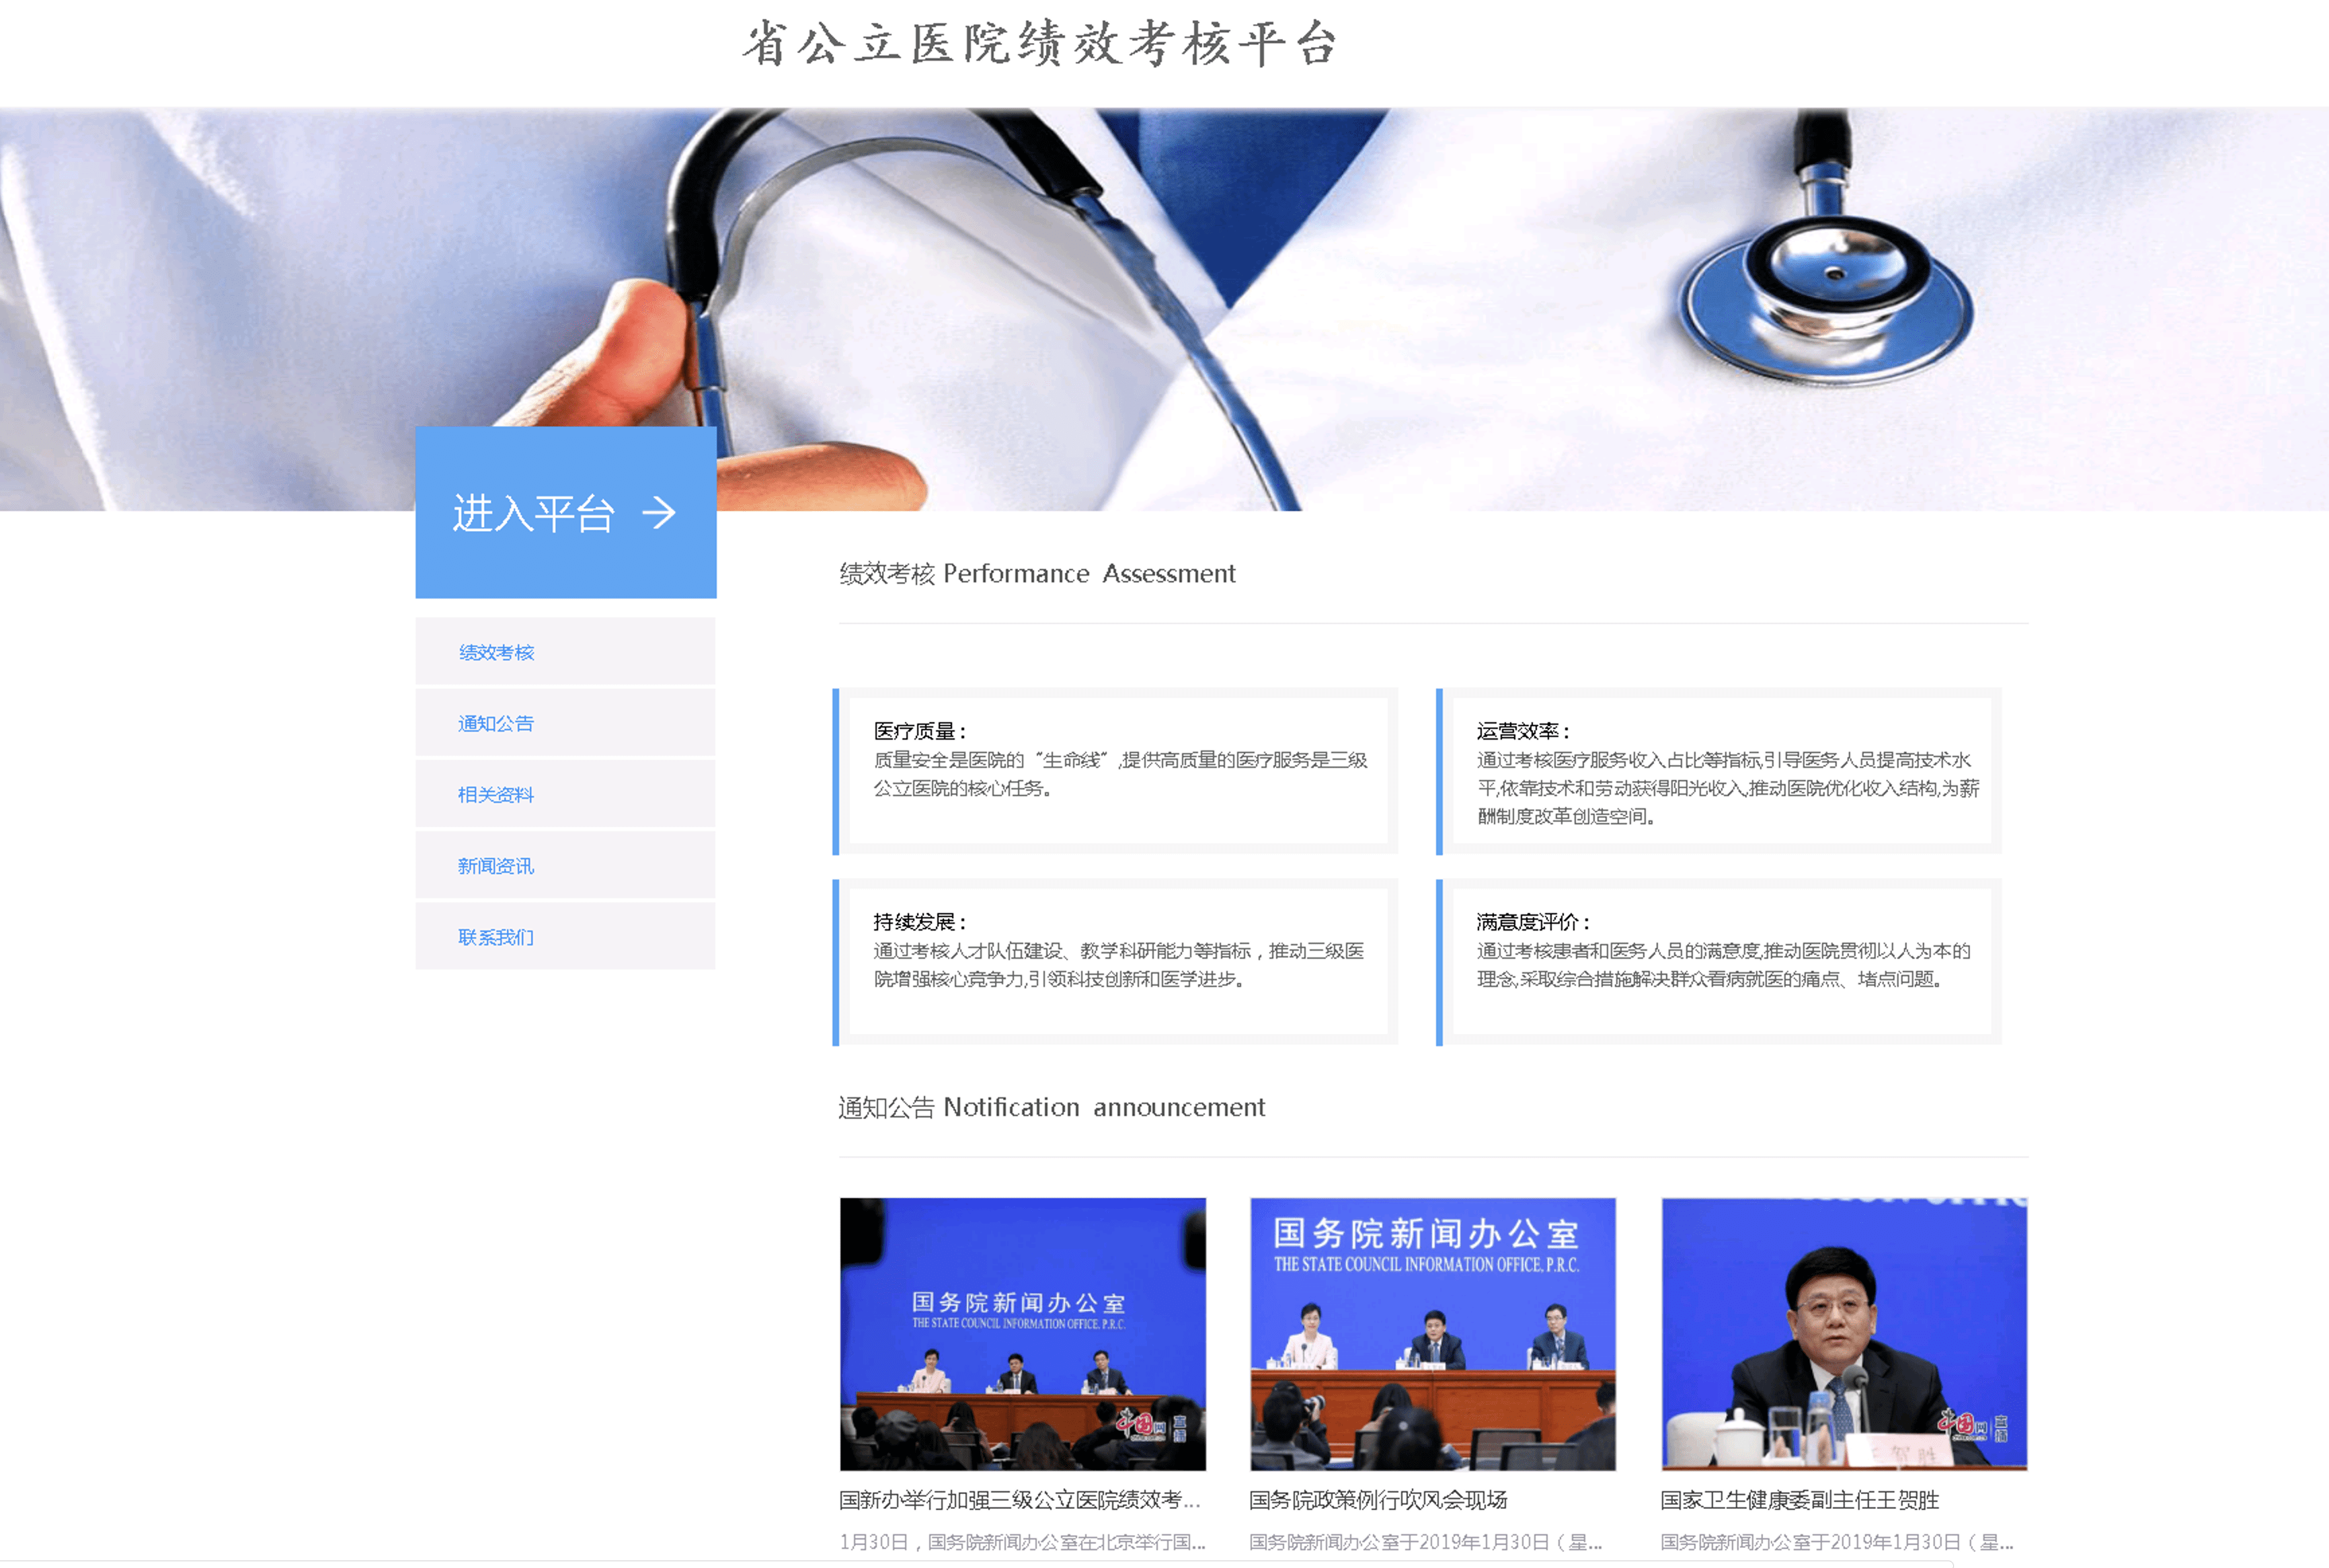 省公立医院绩效考核平台
进入平台 →
绩效考核
通知公告
相关资料
新闻资讯
联系我们
绩效考核 Performance Assessment
医疗质量：
质量安全是医院的“生命线”,提供高质量的医疗服务是三级
公立医院的核心任务。
运营效率：
通过考核医疗服务收入占比等指标,引导医务人员提高技术水
平,依靠技术和劳动获得阳光收入,推动医院优化收入结构,为薪
酬制度改革创造空间。
持续发展：
通过考核人才队伍建设、教学科研能力等指标，推动三级医
院增强核心竞争力,引领科技创新和医学进步。
满意度评价：
通过考核患者和医务人员的满意度,推动医院贯彻以人为本的
理念,采取综合措施解决群众看病就医的痛点、堵点问题。
通知公告 Notification announcement
国务院新闻办公室
THE STATE COUNCIL INFORMATION OFFICE, P.R.C.
中国网 直播
国新办举行加强三级公立医院绩效考...
1月30日，国务院新闻办公室在北京举行国...
国务院新闻办公室
THE STATE COUNCIL INFORMATION OFFICE, P.R.C.
国务院政策例行吹风会现场
国务院新闻办公室于2019年1月30日（星...
中国网 直播
国家卫生健康委副主任王贺胜
国务院新闻办公室于2019年1月30日（星...